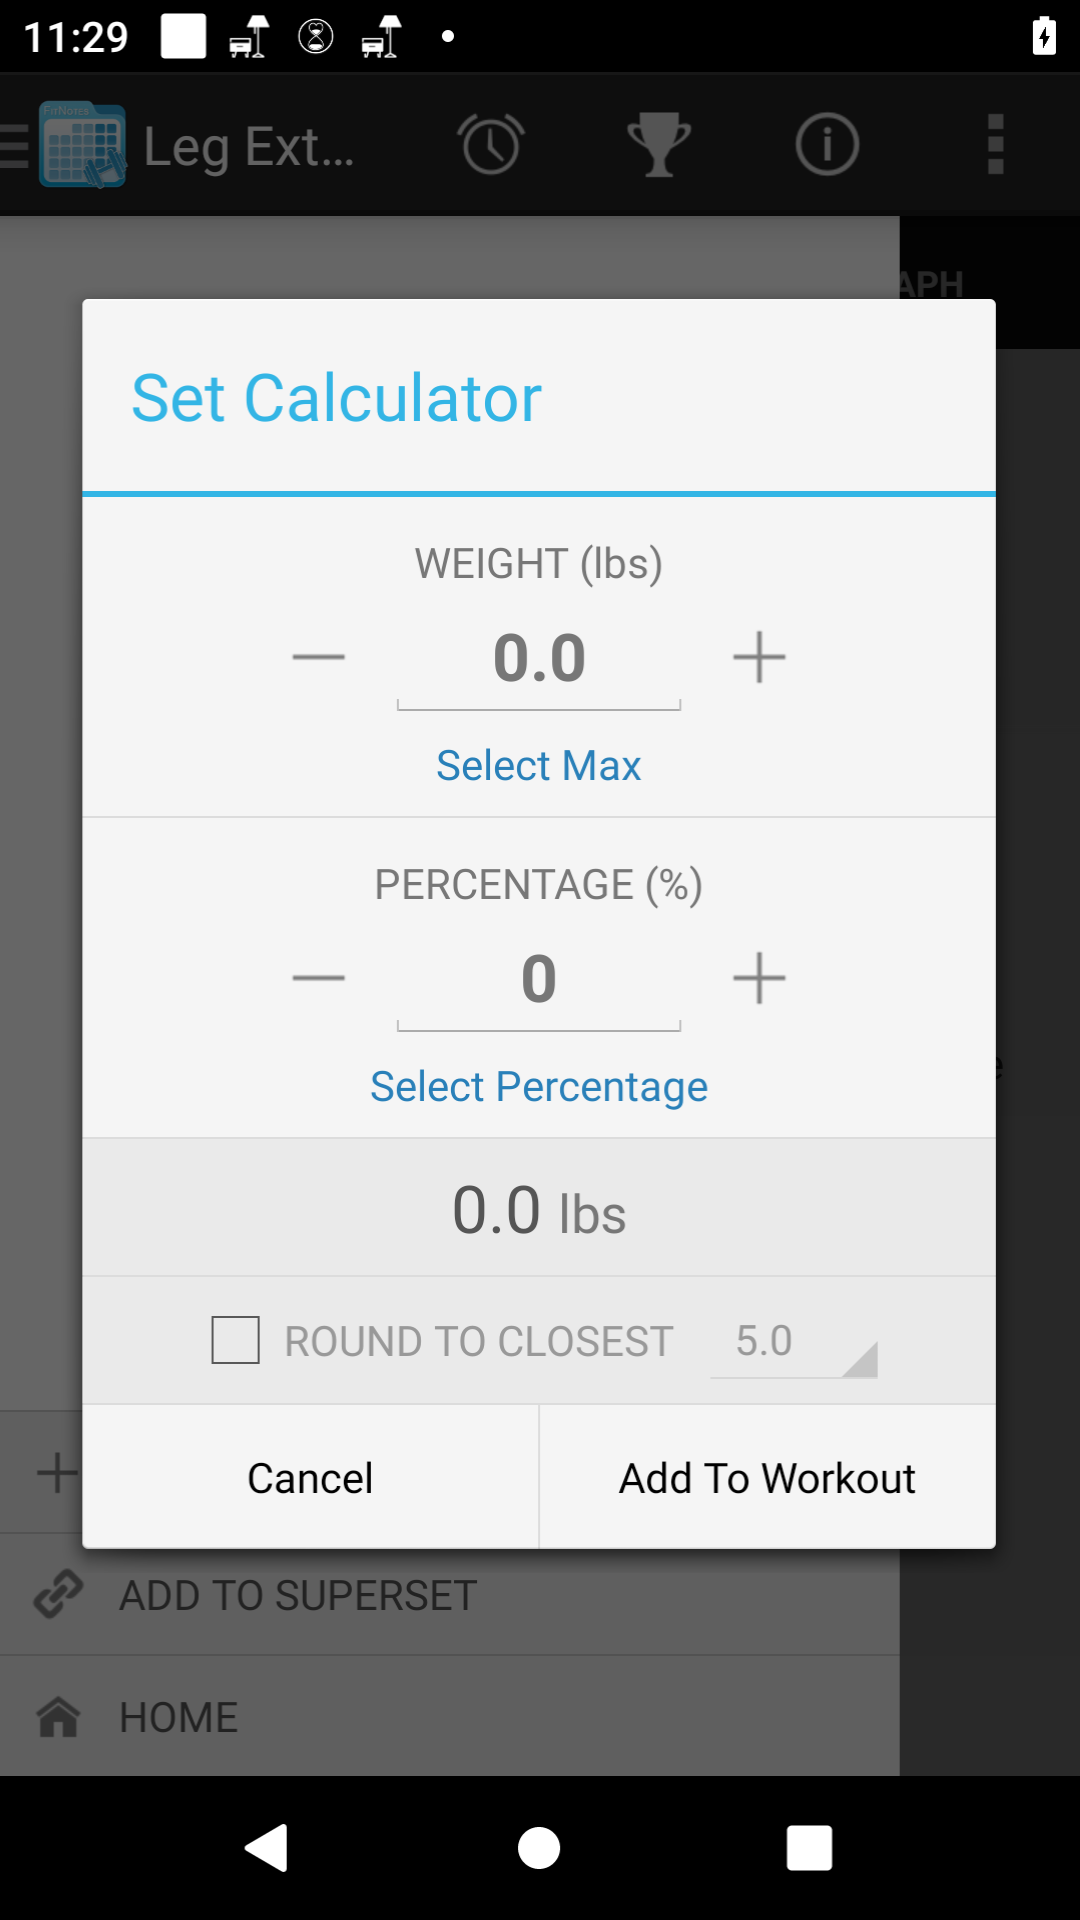 11:29
FitNotes
Leg Ext...
APH
Set Calculator
WEIGHT (lbs)
0.0
Select Max
PERCENTAGE (%)
0
Select Percentage
e
0.0 lbs
ROUND TO CLOSEST 5.0
Cancel Add To Workout
ADD TO SUPERSET
HOME